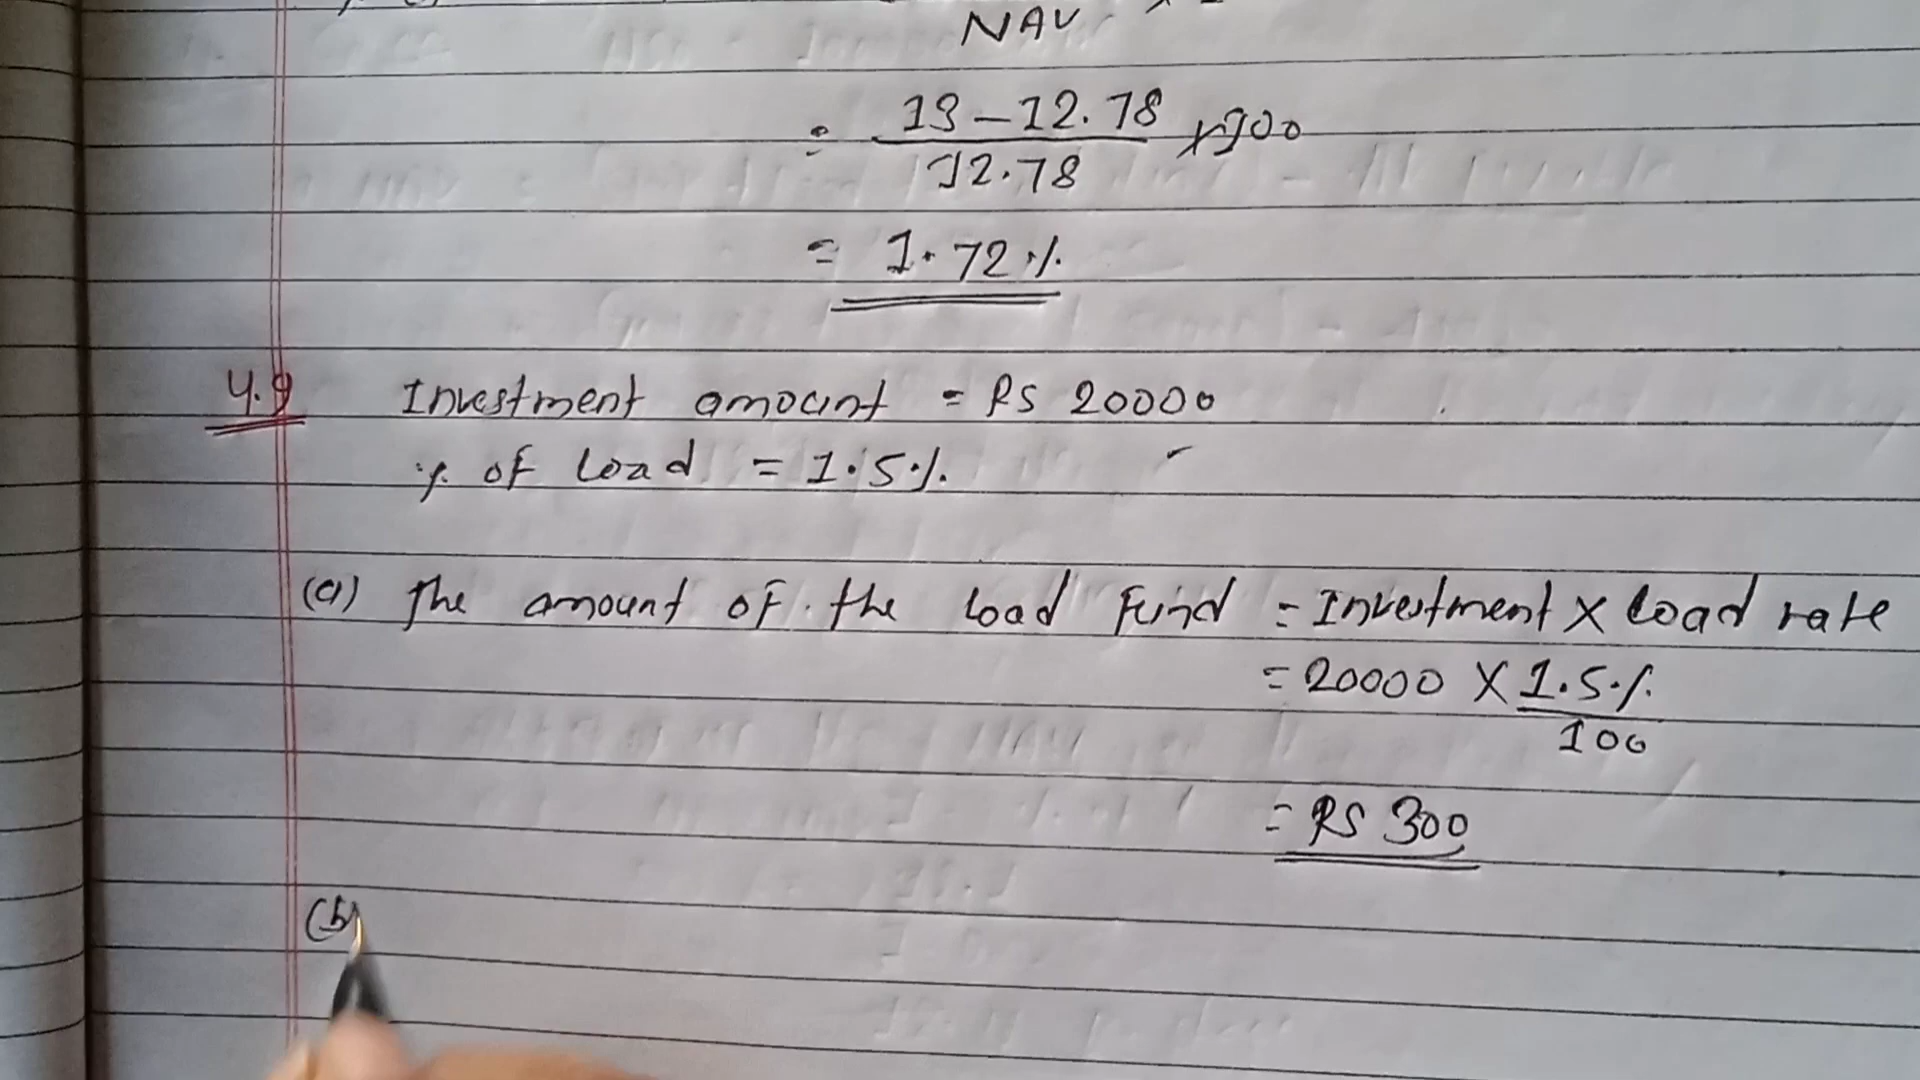 NAV ×
= 13 - 12.78 × 100
12.78
= 1.72 %
4.9 Investment amount = RS 20000
% of Load = 1.5 %
(a) The amount of the load Fund = Investment × Load rate
= 20000 × 1.5 %
100
= RS 300
(b)